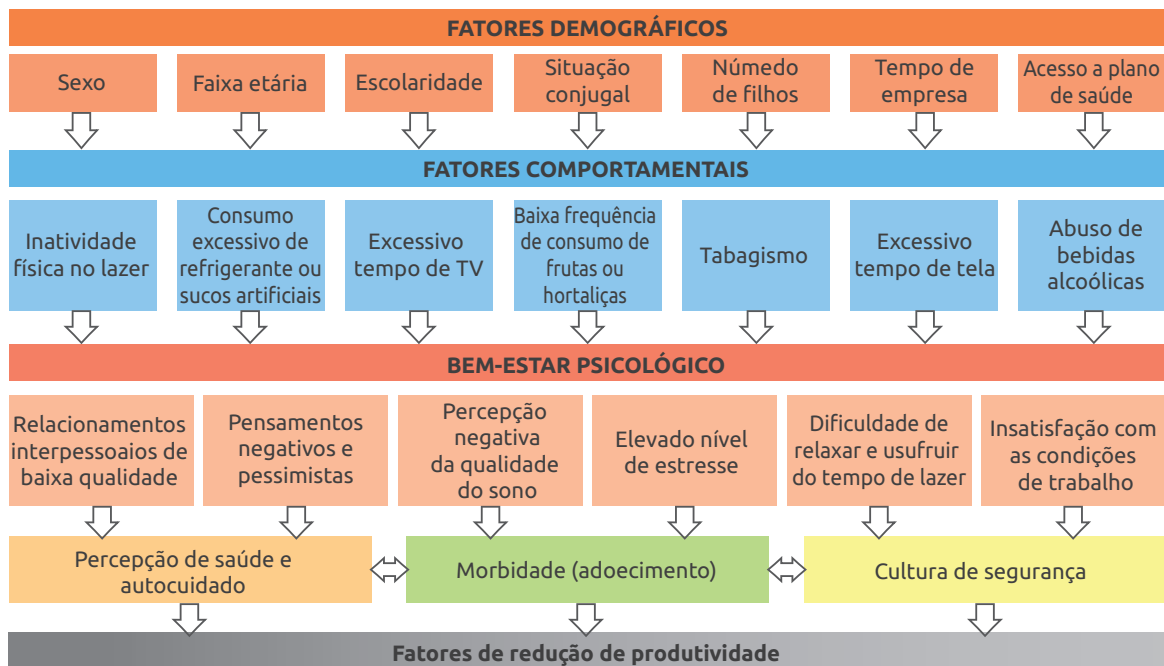 FATORES DEMOGRÁFICOS
Sexo
Faixa etária
Escolaridade
Situação
conjugal
Númedo
de filhos
Tempo de
empresa
Acesso a plano
de saúde
FATORES COMPORTAMENTAIS
Inatividade
física no lazer
Consumo
excessivo de
refrigerante ou
sucos artificiais
Excessivo
tempo de TV
Baixa frequência
de consumo de
frutas ou
hortaliças
Tabagismo
Excessivo
tempo de tela
Abuso de
bebidas
alcoólicas
BEM-ESTAR PSICOLÓGICO
Relacionamentos
interpessoaios de
baixa qualidade
Pensamentos
negativos e
pessimistas
Percepção
negativa
da qualidade
do sono
Elevado nível
de estresse
Dificuldade de
relaxar e usufruir
do tempo de lazer
Insatisfação com
as condições
de trabalho
Percepção de saúde e
autocuidado
Morbidade (adoecimento)
Cultura de segurança
Fatores de redução de produtividade